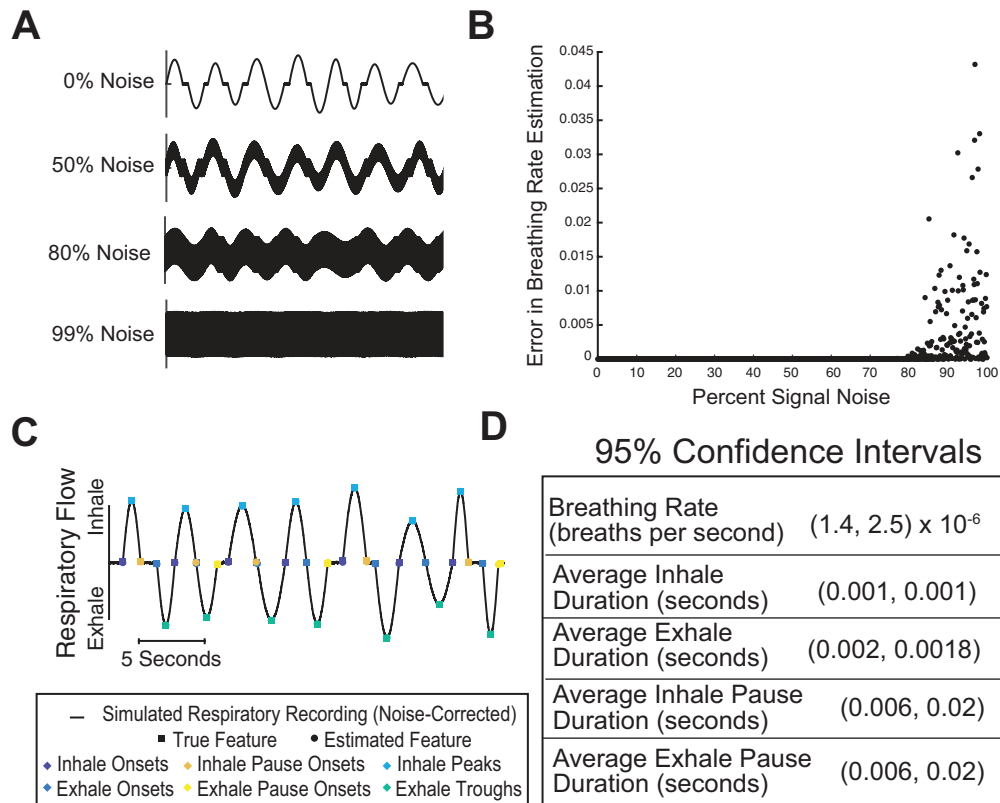 A
0% Noise
50% Noise
80% Noise
99% Noise
B
Error in Breathing Rate Estimation
0.045
0.04
0.035
0.03
0.025
0.02
0.015
0.01
0.005
0
0 10 20 30 40 50 60 70 80 90 100
Percent Signal Noise
C
Respiratory Flow
Inhale
Exhale
5 Seconds
Simulated Respiratory Recording (Noise-Corrected)
True Feature Estimated Feature
Inhale Onsets Inhale Pause Onsets Inhale Peaks
Exhale Onsets Exhale Pause Onsets Exhale Troughs
D
95% Confidence Intervals
Breathing Rate
(breaths per second) (1.4, 2.5) x 10⁻⁶
Average Inhale
Duration (seconds) (0.001, 0.001)
Average Exhale
Duration (seconds) (0.002, 0.0018)
Average Inhale Pause
Duration (seconds) (0.006, 0.02)
Average Exhale Pause
Duration (seconds) (0.006, 0.02)